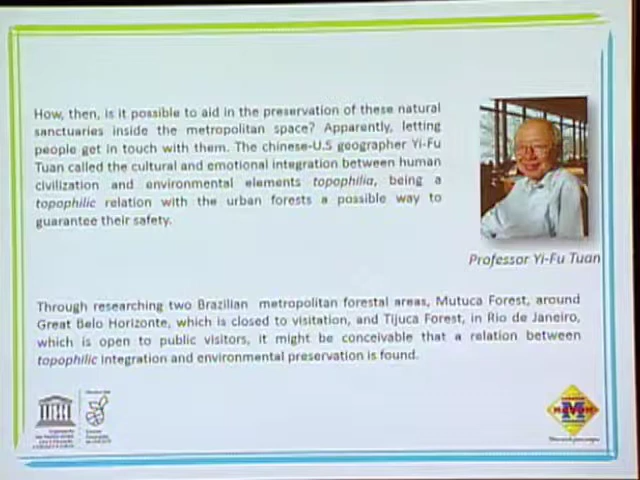 How, then, is it possible to aid in the preservation of these natural
sanctuaries inside the metropolitan space? Apparently, letting
people get in touch with them. The chinese-U.S geographer Yi-Fu
Tuan called the cultural and emotional integration between human
civilization and environmental elements topophilia, being a
topophilic relation with the urban forests a possible way to
guarantee their safety.
Professor Yi-Fu Tuan
Through researching two Brazilian metropolitan forestal areas, Mutuca Forest, around
Great Belo Horizonte, which is closed to visitation, and Tijuca Forest, in Rio de Janeiro,
which is open to public visitors, it might be conceivable that a relation between
topophilic integration and environmental preservation is found.